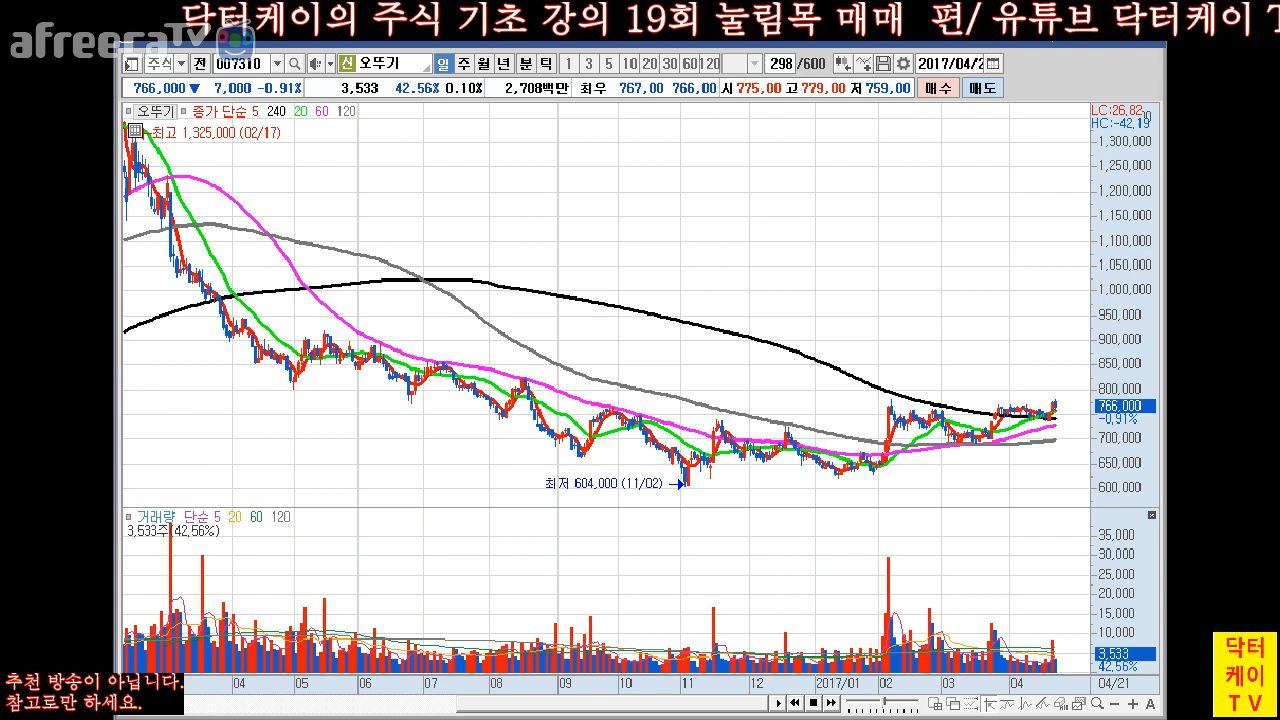 닥터케이의 주식 기초 강의 19회 눌림목 매매 편/ 유튜브 닥터케이 T
afreecaTV
주식 전 007310 신 오뚜기 일 주 월 년 분 틱 1 3 5 10 20 30 60 120 298 /600 2017/04/2
766,000 ▼ 7,000 -0.91% 3,533 42.56% 0.10% 2,708백만 최우 767,00 766,00 시 775,00 고 779,00 저 759,00 매수 매도
오뚜기 종가 단순 5 240 20 60 120
LC:26,82
HC:-42,19
최고 1,325,000 (02/17)
1,300,000
1,250,000
1,200,000
1,150,000
1,100,000
1,050,000
1,000,000
950,000
900,000
850,000
800,000
766,000
-0.91%
700,000
650,000
600,000
최저 604,000 (11/02)
거래량 단순 5 20 60 120
3,533주(42.56%)
35,000
30,000
25,000
20,000
15,000
10,000
3,533
42.56%
04 05 06 07 08 09 10 11 12 2017/01 02 03 04 04/21
추천 방송이 아닙니다.
참고로만 하세요.
닥터
케이
T V